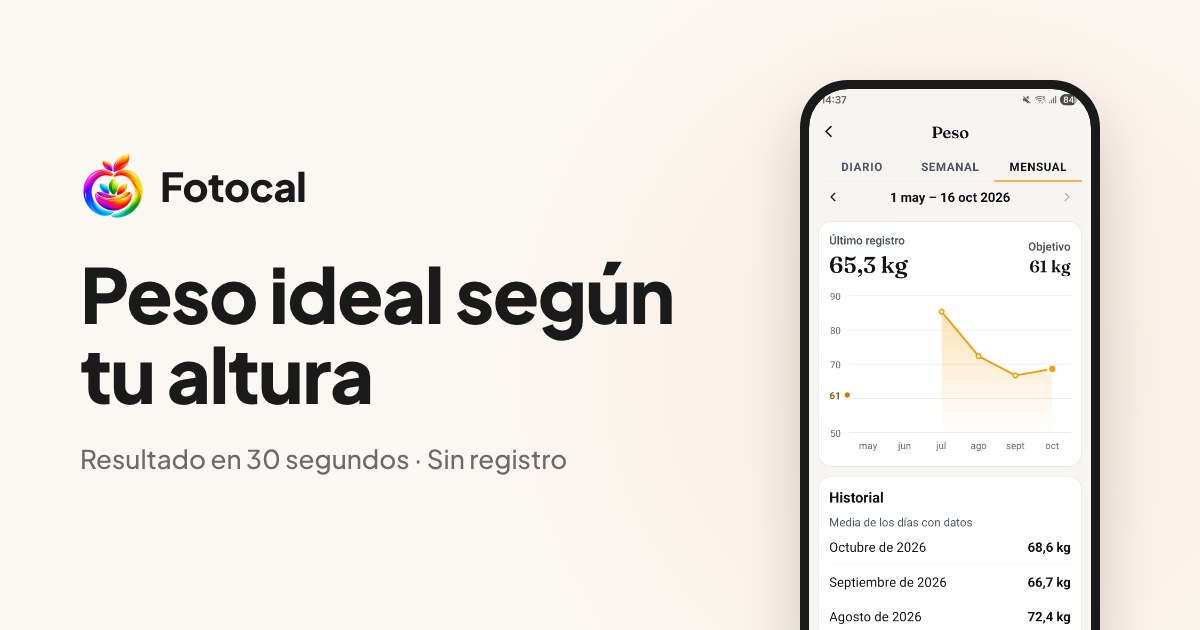 Fotocal
Peso ideal según
tu altura
Resultado en 30 segundos · Sin registro
14:37
84
Peso
DIARIO SEMANAL MENSUAL
1 may – 16 oct 2026
Último registro
Objetivo
65,3 kg
61 kg
90
80
70
61
50
may jun jul ago sept oct
Historial
Media de los días con datos
Octubre de 2026 68,6 kg
Septiembre de 2026 66,7 kg
Agosto de 2026 72,4 kg